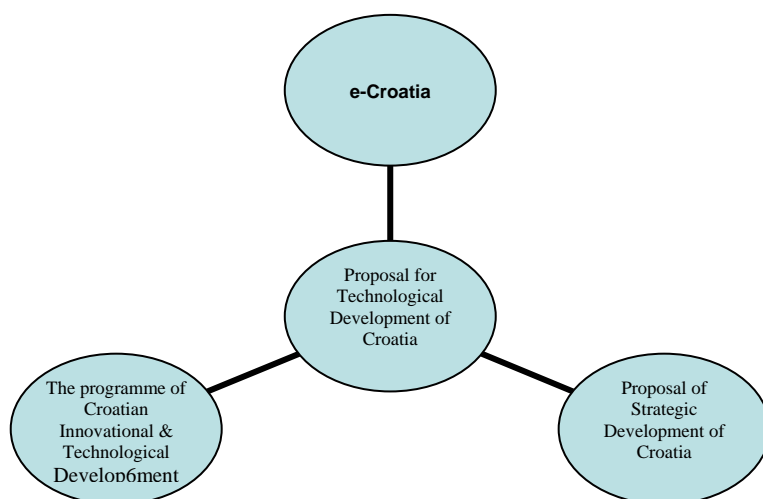 e-Croatia
Proposal for
Technological
Development of
Croatia
The programme of
Croatian
Innovational &
Technological
Develop6ment
Proposal of
Strategic
Development of
Croatia